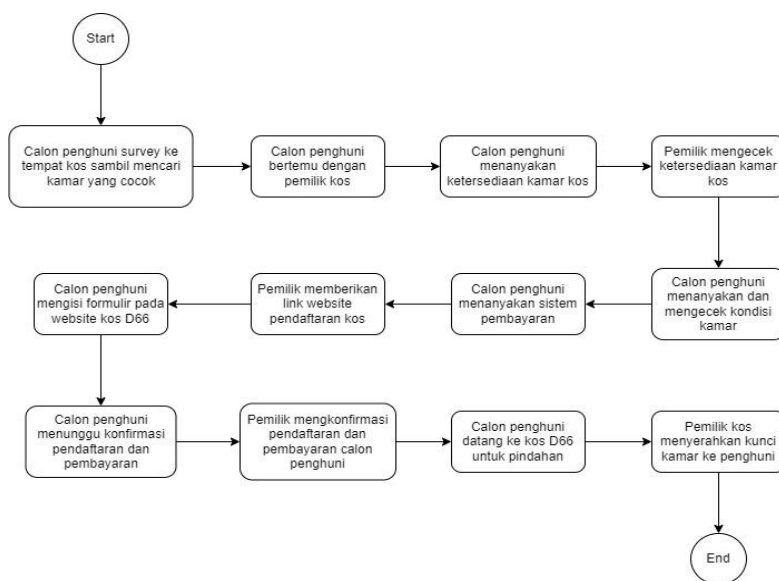 Start
Calon penghuni survey ke
tempat kos sambil mencari
kamar yang cocok
Calon penghuni
bertemu dengan
pemilik kos
Calon penghuni
menanyakan
ketersediaan kamar kos
Pemilik mengecek
ketersediaan kamar
kos
Calon penghuni
menanyakan dan
mengecek kondisi
kamar
Calon penghuni
menanyakan sistem
pembayaran
Pemilik memberikan
link website
pendaftaran kos
Calon penghuni
mengisi formulir pada
website kos D66
Calon penghuni
menunggu konfirmasi
pendaftaran dan
pembayaran
Pemilik mengkonfirmasi
pendaftaran dan
pembayaran calon
penghuni
Calon penghuni
datang ke kos D66
untuk pindahan
Pemilik kos
menyerahkan kunci
kamar ke penghuni
End